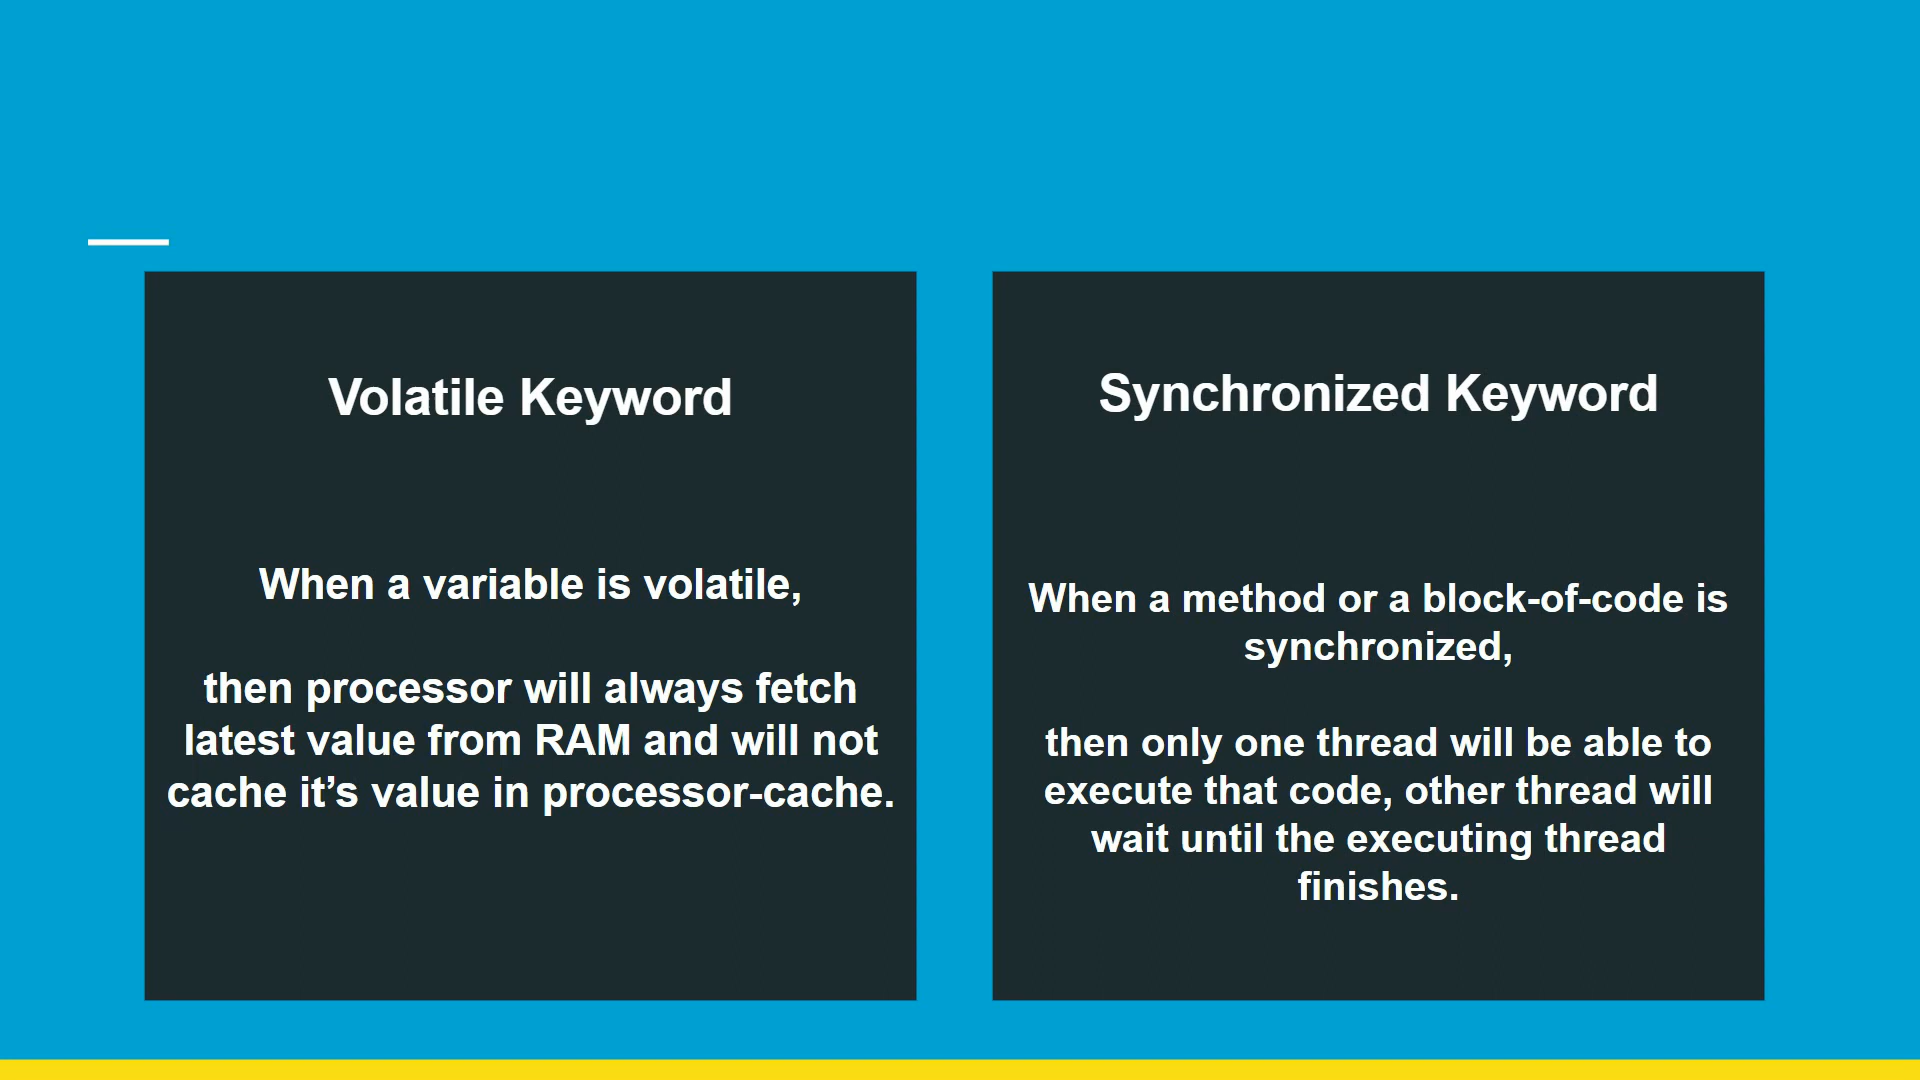 Volatile Keyword
When a variable is volatile,
then processor will always fetch
latest value from RAM and will not
cache it’s value in processor-cache.
Synchronized Keyword
When a method or a block-of-code is
synchronized,
then only one thread will be able to
execute that code, other thread will
wait until the executing thread
finishes.